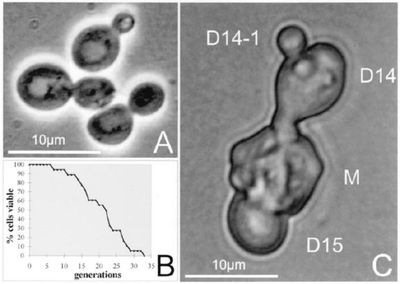 10µm
A
% cells viable
100
90
80
70
60
50
40
30
20
10
0
0 5 10 15 20 25 30 35
generations
B
D14-1
D14
M
D15
10µm
C